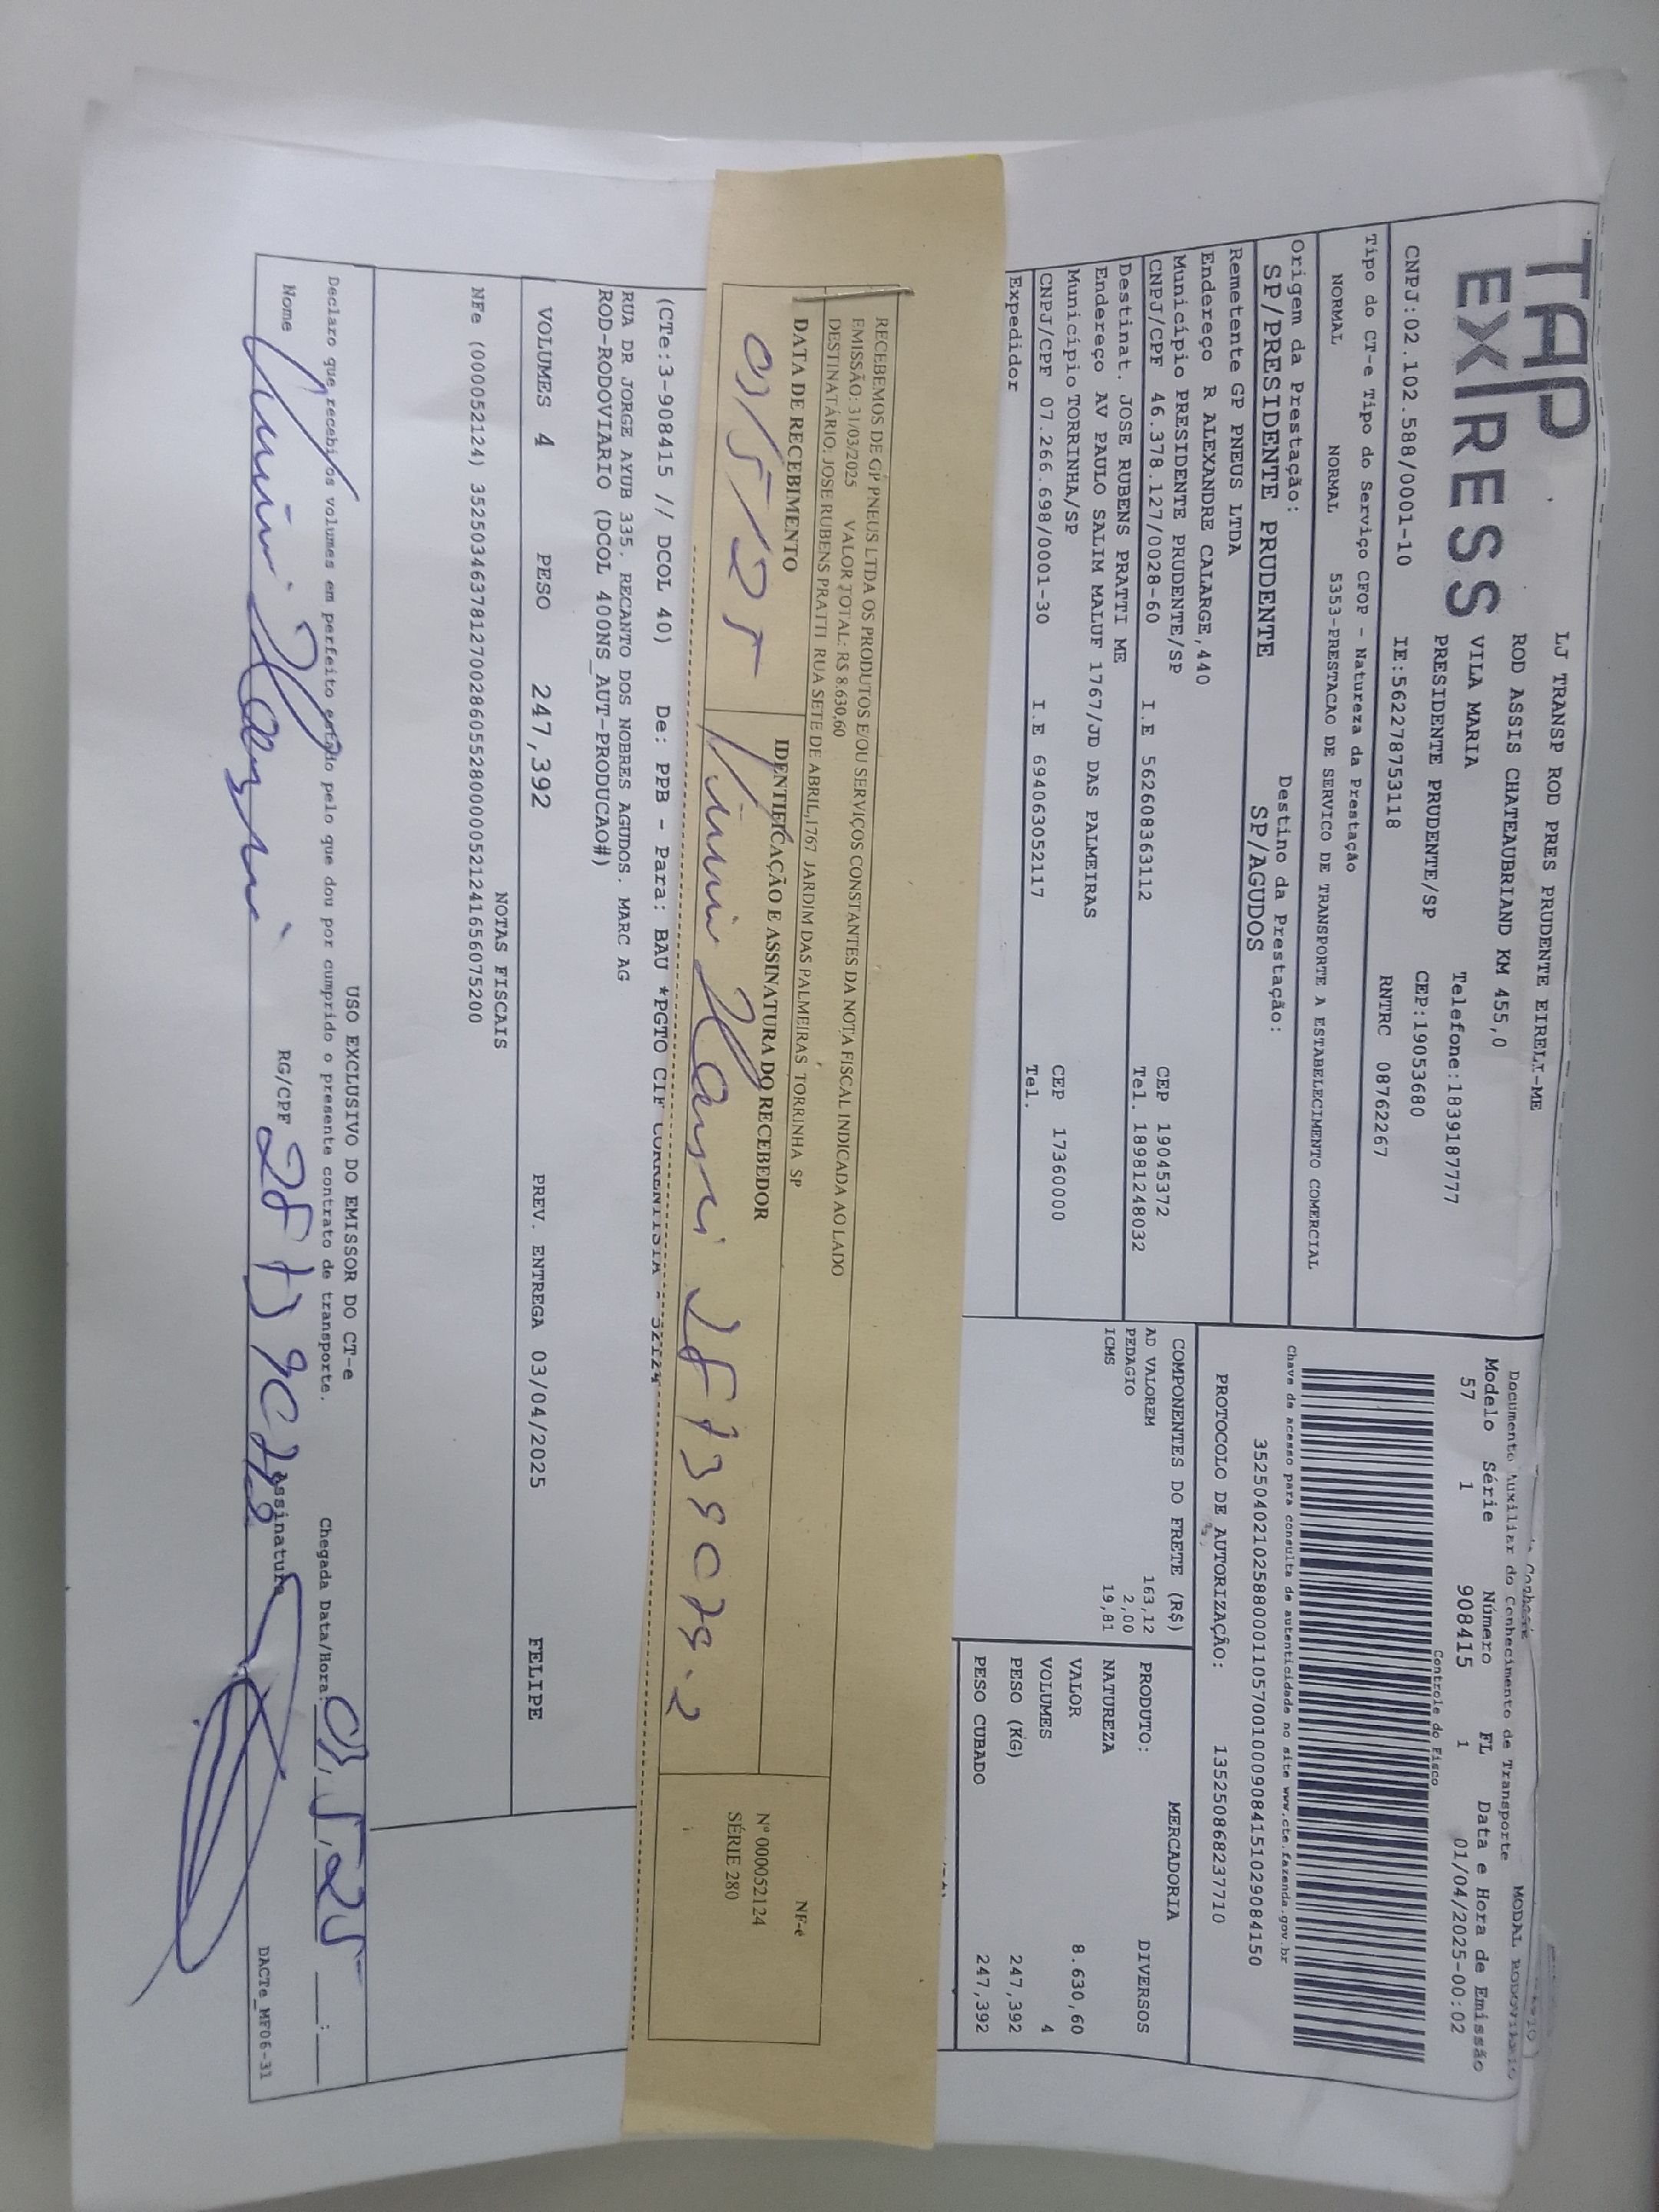 TAP
EXPRESS
LJ TRANSP ROD PRES PRUDENTE EIRELI-ME
ROD ASSIS CHATEAUBRIAND KM 455,0
VILA MARIA Telefone:1839187777
PRESIDENTE PRUDENTE/SP CEP:19053680
CNPJ:02.102.588/0001-10 IE:562278753118 RNTRC 08762267
Tipo do CT-e Tipo do Serviço CFOP - Natureza da Prestação
NORMAL NORMAL 5353-PRESTACAO DE SERVICO DE TRANSPORTE A ESTABELECIMENTO COMERCIAL
Origem da Prestação: Destino da Prestação:
SP/PRESIDENTE PRUDENTE SP/AGUDOS
Remetente GP PNEUS LTDA
Endereço R ALEXANDRE CALARGE,440
Município PRESIDENTE PRUDENTE/SP CEP 19045372
CNPJ/CPF 46.378.127/0028-60 I.E 562608363112 Tel. 18981248032
Destinat. JOSE RUBENS PRATTI ME
Endereço AV PAULO SALIM MALUF 1767/JD DAS PALMEIRAS
Município TORRINHA/SP CEP 17360000
CNPJ/CPF 07.266.698/0001-30 I.E 694063052117 Tel.
Expedidor
MODAL RODOVIARIO
Documento Auxiliar do Conhecimento de Transporte
Modelo Série Número FL Data e Hora de Emissão
57 1 908415 1 01/04/2025-00:02
Controle do Fisco
Chave de acesso para consulta de autenticidade no site www.cte.fazenda.gov.br
35250402102588000110570010009084151029084150
PROTOCOLO DE AUTORIZAÇÃO: 135250868237710
COMPONENTES DO FRETE (R$)
AD VALOREM 163,12
PEDAGIO 2,00
ICMS 19,81
MERCADORIA
PRODUTO: DIVERSOS
NATUREZA
VALOR 8.630,60
VOLUMES 4
PESO (KG) 247,392
PESO CUBADO 247,392
RECEBEMOS DE GP PNEUS LTDA OS PRODUTOS E/OU SERVIÇOS CONSTANTES DA NOTA FISCAL INDICADA AO LADO
EMISSÃO: 31/03/2025 VALOR TOTAL: R$ 8.630,60
DESTINATÁRIO: JOSE RUBENS PRATTI RUA SETE DE ABRIL,1767 JARDIM DAS PALMEIRAS TORRINHA SP
DATA DE RECEBIMENTO IDENTIFICAÇÃO E ASSINATURA DO RECEBEDOR
NF-e
Nº 000052124
SÉRIE 280
(CTe:3-908415 // DCOL 40) De: PPB - Para: BAU *PGTO CIF CORRENTISTA 52124
RUA DR JORGE AYUB 335. RECANTO DOS NOBRES AGUDOS. MARC AG
ROD-RODOVIARIO (DCOL 400NS_AUT-PRODUCAO#)
VOLUMES 4 PESO 247,392 PREV. ENTREGA 03/04/2025 FELIPE
NOTAS FISCAIS
NFe (000052124) 35250346378127002860552800000521241656075200
USO EXCLUSIVO DO EMISSOR DO CT-e
Declaro que recebi os volumes em perfeito estado pelo que dou por cumprido o presente contrato de transporte. Chegada Data/Hora: __:__
Nome RG/CPF Assinatura
DACTe_MF06-31